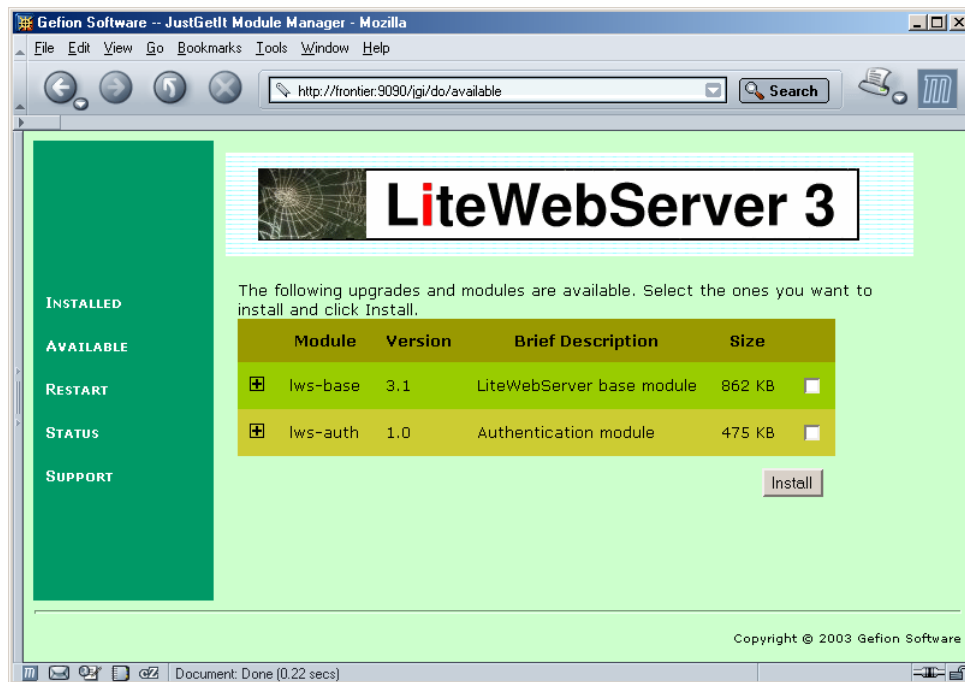 Gefion Software -- JustGetIt Module Manager - Mozilla
File Edit View Go Bookmarks Tools Window Help
http://frontier:9090/jgi/do/available
Search
LiteWebServer 3
The following upgrades and modules are available. Select the ones you want to
install and click Install.
INSTALLED
AVAILABLE
RESTART
STATUS
SUPPORT
Module Version Brief Description Size
lws-base 3.1 LiteWebServer base module 862 KB
lws-auth 1.0 Authentication module 475 KB
Install
Copyright © 2003 Gefion Software
Document: Done (0.22 secs)